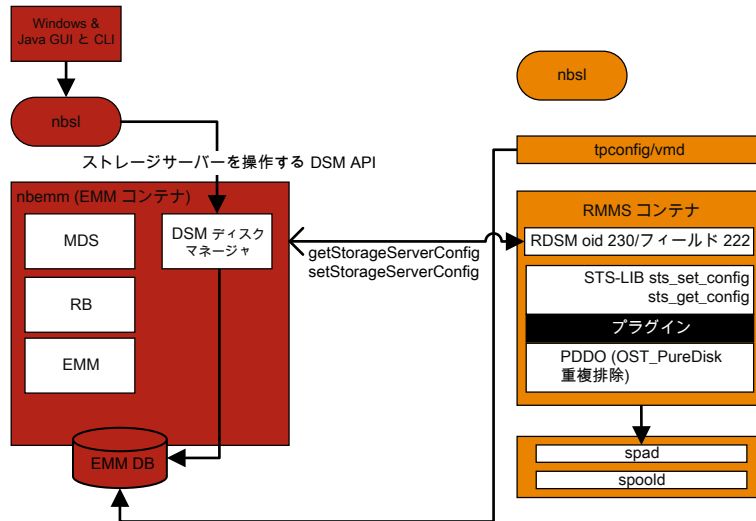 Windows &
Java GUI と CLI
nbsl
nbsl
ストレージサーバーを操作する DSM API
tpconfig/vmd
nbemm (EMM コンテナ)
MDS
DSM ディスク
マネージャ
RB
EMM
EMM DB
getStorageServerConfig
setStorageServerConfig
RMMS コンテナ
RDSM oid 230/フィールド 222
STS-LIB sts_set_config
sts_get_config
プラグイン
PDDO (OST_PureDisk
重複排除)
spad
spoold